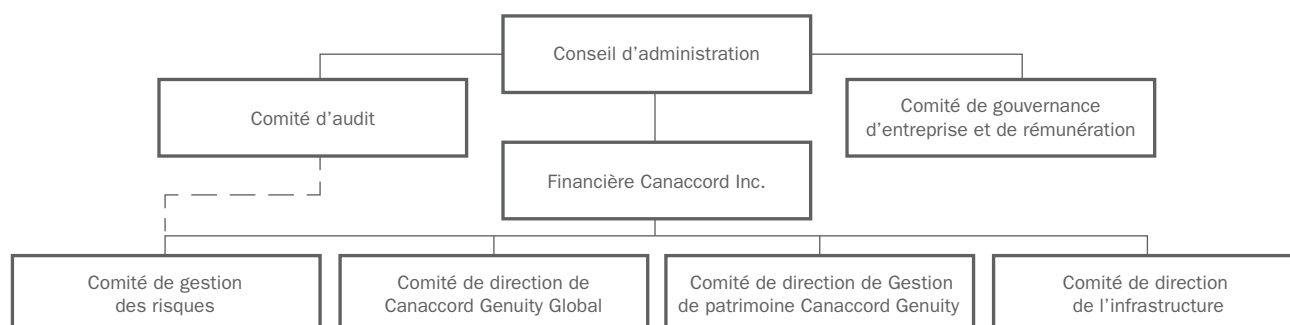 Conseil d'administration
Comité d'audit
Comité de gouvernance
d'entreprise et de rémunération
Financière Canaccord Inc.
Comité de gestion
des risques
Comité de direction de
Canaccord Genuity Global
Comité de direction de Gestion
de patrimoine Canaccord Genuity
Comité de direction
de l'infrastructure